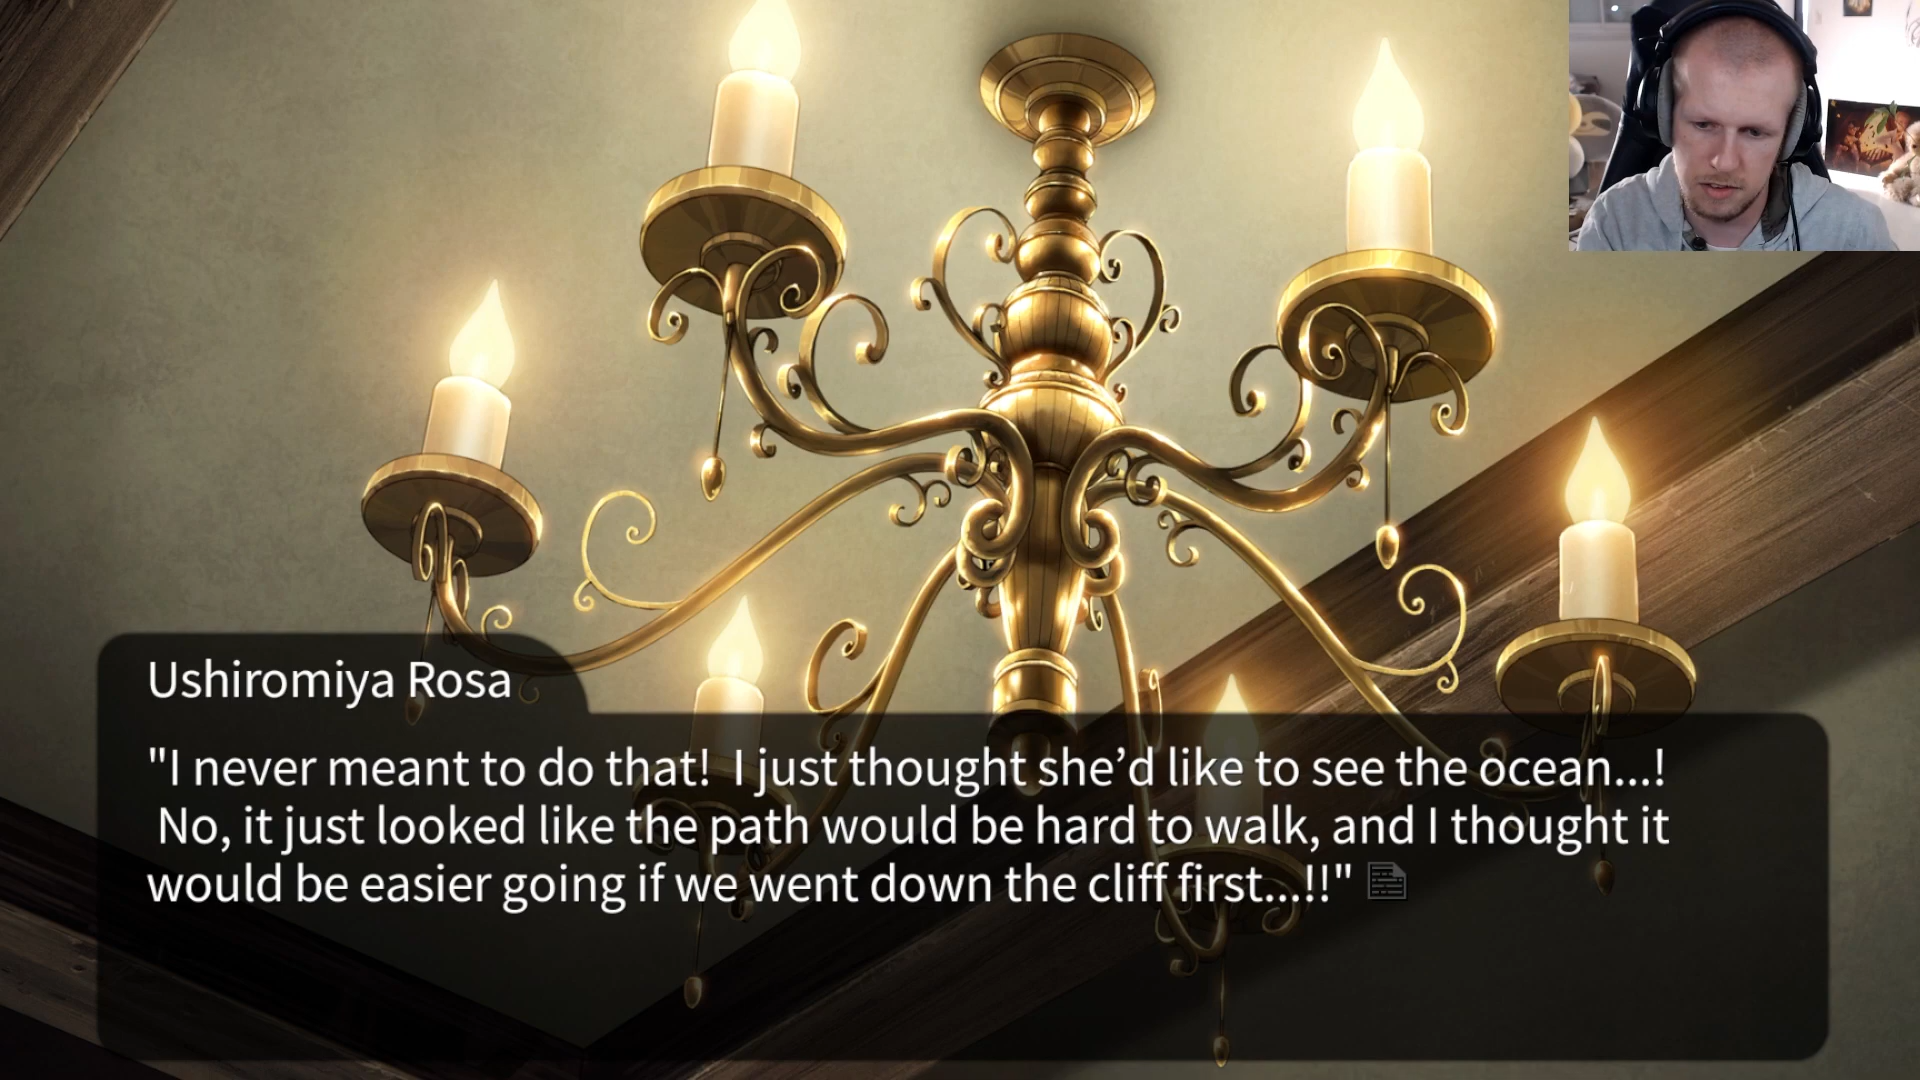 Ushiromiya Rosa
"I never meant to do that!  I just thought she’d like to see the ocean...!
No, it just looked like the path would be hard to walk, and I thought it
would be easier going if we went down the cliff first...!!"